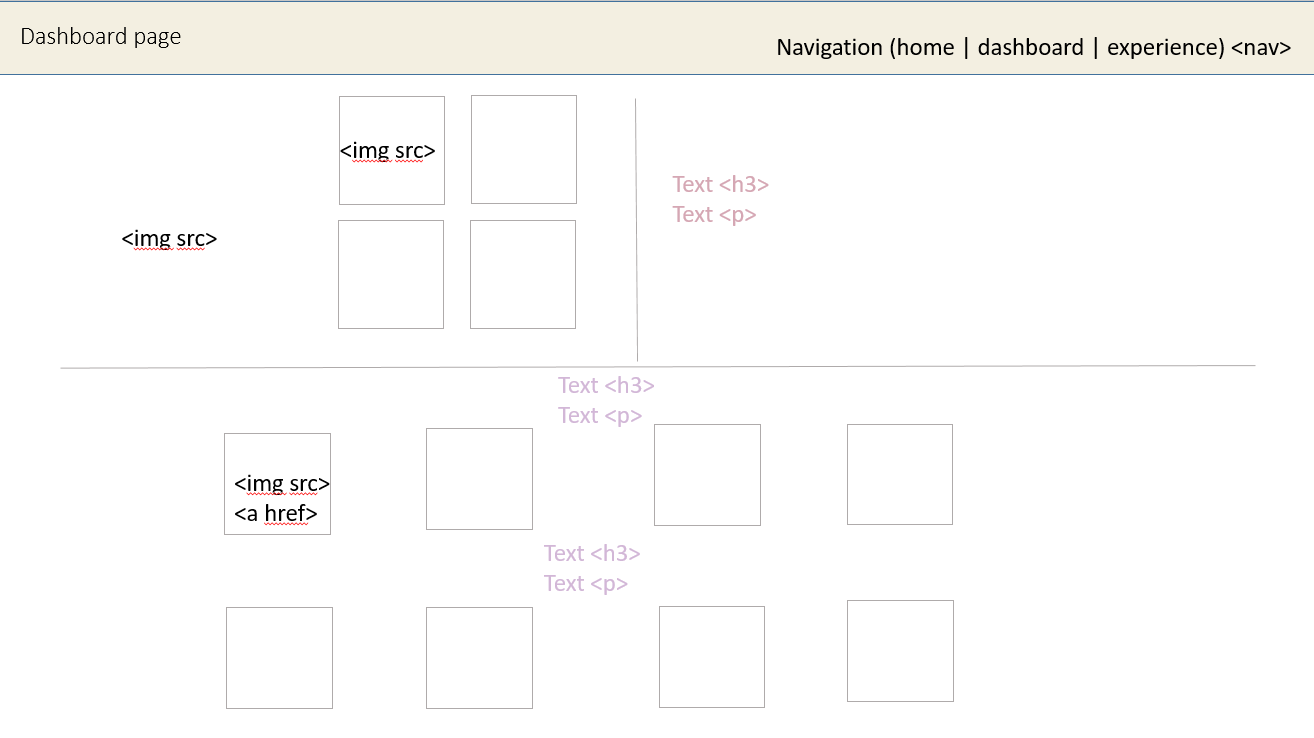 Dashboard page
Navigation (home | dashboard | experience) <nav>
<img src>
<img src>
Text <h3>
Text <p>
Text <h3>
Text <p>
<img src>
<a href>
Text <h3>
Text <p>